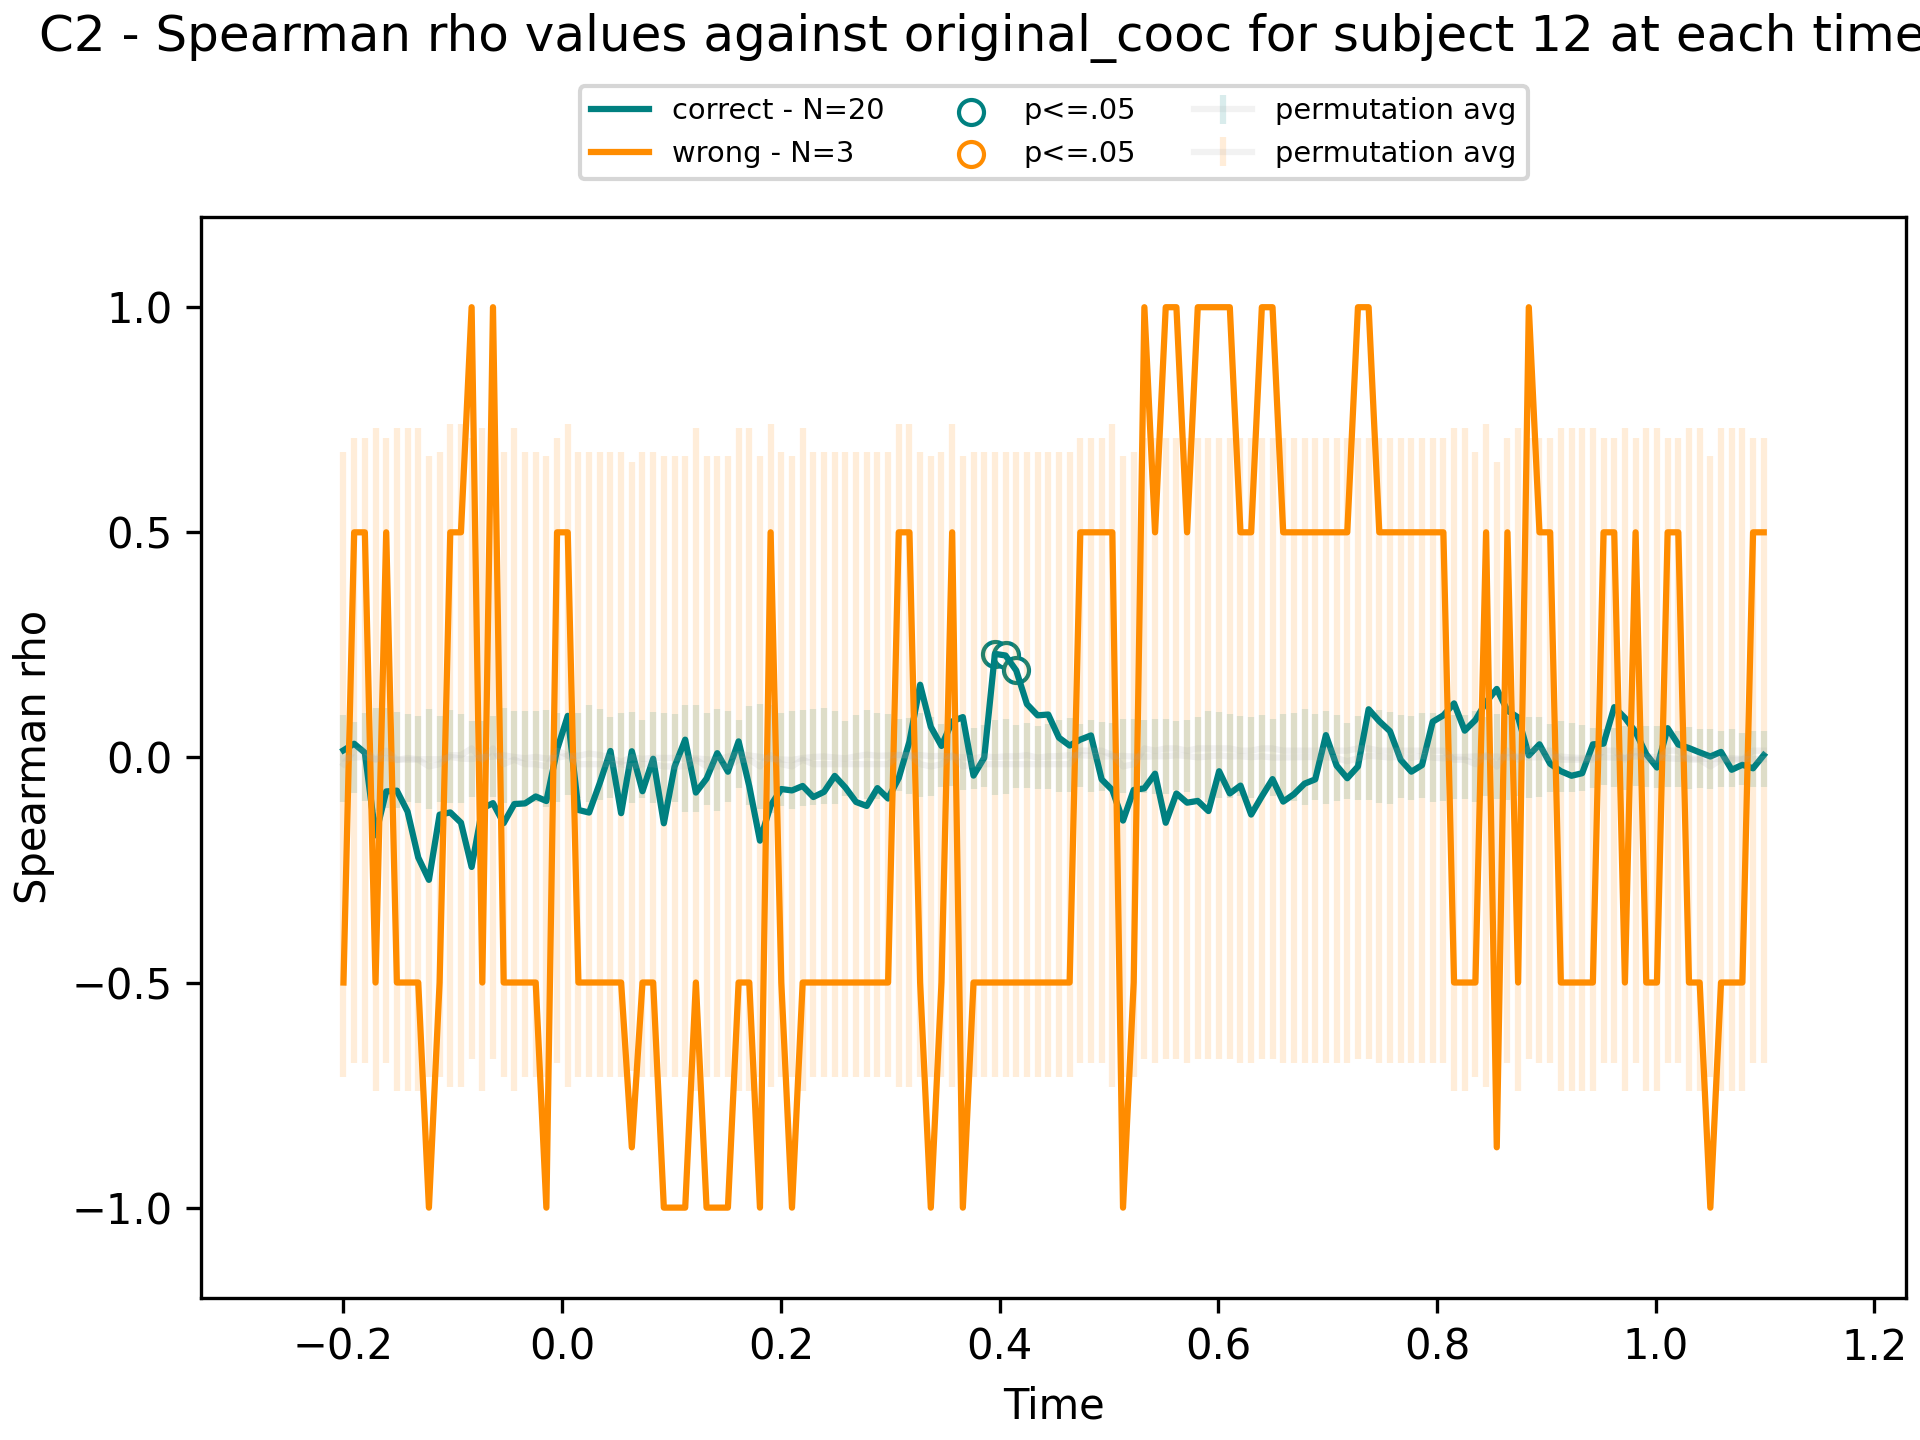 C2 - Spearman rho values against original_cooc for subject 12 at each time
correct - N=20 p<=.05 permutation avg
wrong - N=3 p<=.05 permutation avg
1.0
0.5
0.0
−0.5
−1.0
Spearman rho
−0.2 0.0 0.2 0.4 0.6 0.8 1.0 1.2
Time